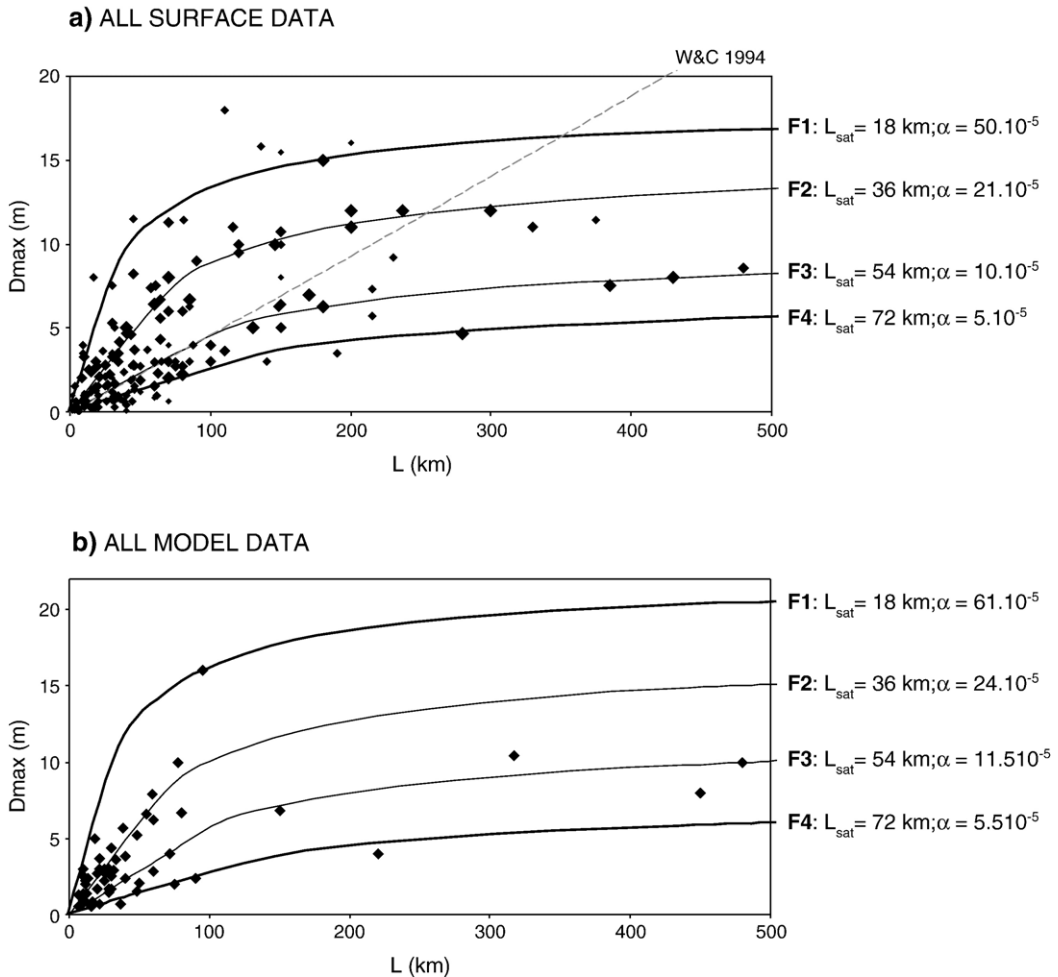 a) ALL SURFACE DATA
W&C 1994
20
15
10
5
0
Dmax (m)
0 100 200 300 400 500
L (km)
F1: Lsat= 18 km;α = 50.10-5
F2: Lsat= 36 km;α = 21.10-5
F3: Lsat= 54 km;α = 10.10-5
F4: Lsat= 72 km;α = 5.10-5
b) ALL MODEL DATA
20
15
10
5
0
Dmax (m)
0 100 200 300 400 500
L (km)
F1: Lsat= 18 km;α = 61.10-5
F2: Lsat= 36 km;α = 24.10-5
F3: Lsat= 54 km;α = 11.510-5
F4: Lsat= 72 km;α = 5.510-5